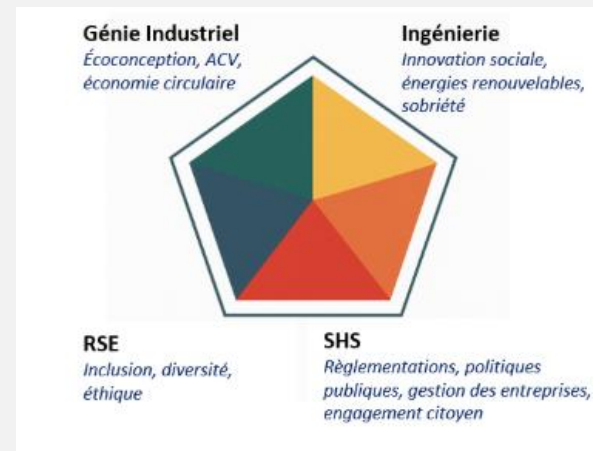 Génie Industriel
Écoconception, ACV,
économie circulaire
Ingénierie
Innovation sociale,
énergies renouvelables,
sobriété
RSE
Inclusion, diversité,
éthique
SHS
Règlementations, politiques
publiques, gestion des entreprises,
engagement citoyen